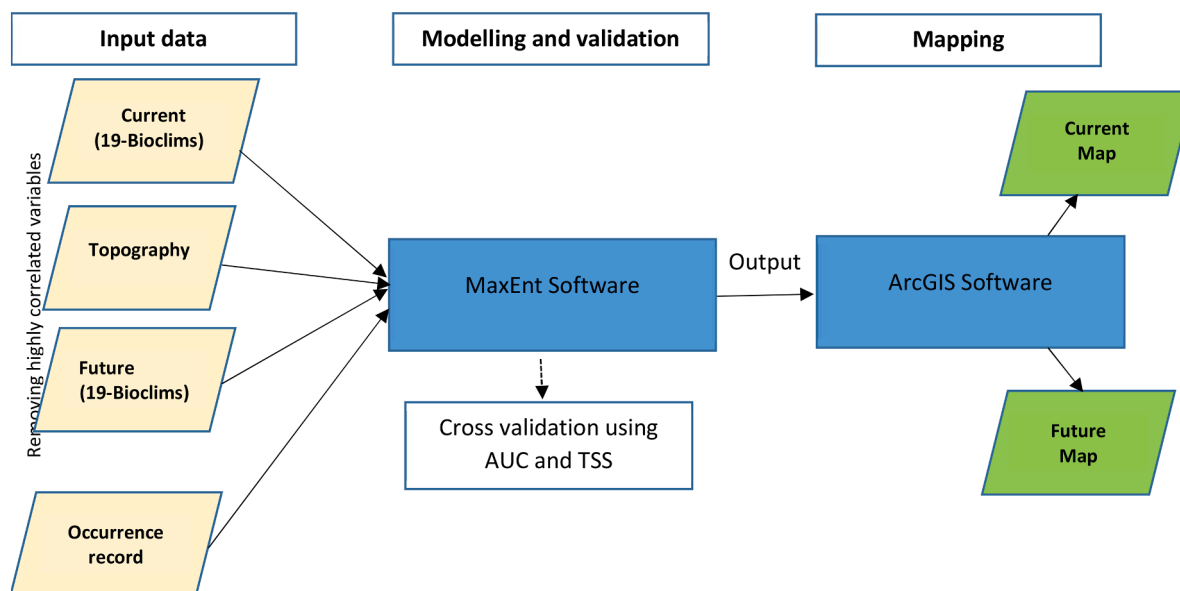 Input data
Modelling and validation
Mapping
Removing highly correlated variables
Current
(19-Bioclims)
Topography
Future
(19-Bioclims)
Occurrence
record
MaxEnt Software
Cross validation using
AUC and TSS
Output
ArcGIS Software
Current
Map
Future
Map